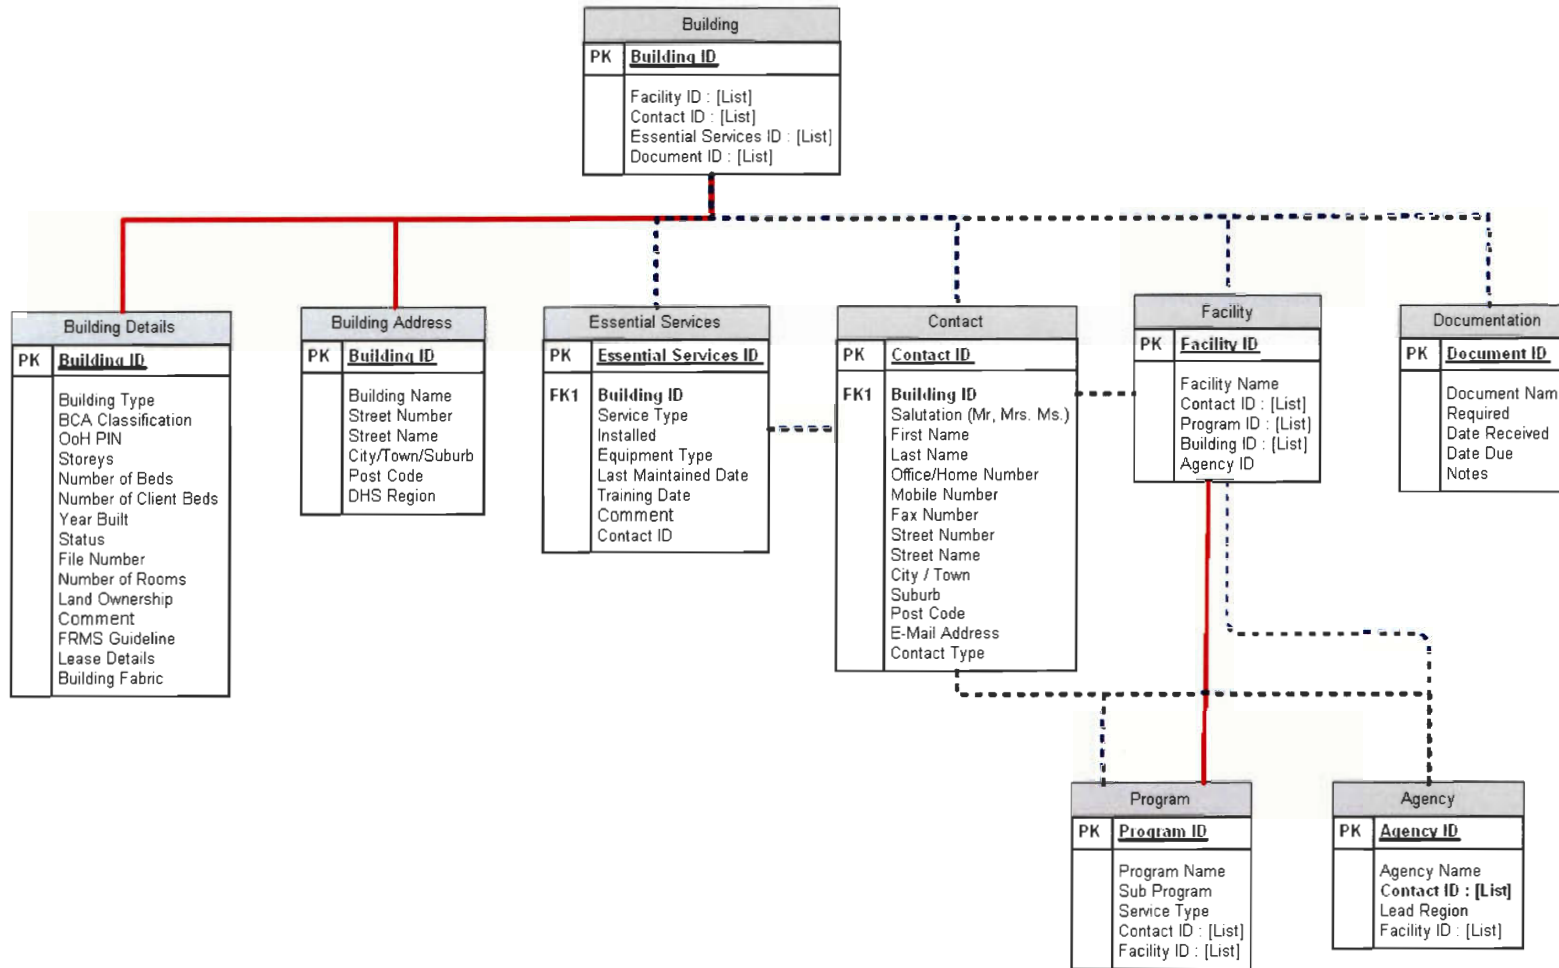 Building
PK Building ID
Facility ID : [List]
Contact ID : [List]
Essential Services ID : [List]
Document ID : [List]
Building Details
PK Building ID
Building Type
BCA Classification
OoH PIN
Storeys
Number of Beds
Number of Client Beds
Year Built
Status
File Number
Number of Rooms
Land Ownership
Comment
FRMS Guideline
Lease Details
Building Fabric
Building Address
PK Building ID
Building Name
Street Number
Street Name
City/Town/Suburb
Post Code
DHS Region
Essential Services
PK Essential Services ID
FK1 Building ID
Service Type
Installed
Equipment Type
Last Maintained Date
Training Date
Comment
Contact ID
Contact
PK Contact ID
FK1 Building ID
Salutation (Mr, Mrs. Ms.)
First Name
Last Name
Office/Home Number
Mobile Number
Fax Number
Street Number
Street Name
City / Town
Suburb
Post Code
E-Mail Address
Contact Type
Facility
PK Facility ID
Facility Name
Contact ID : [List]
Program ID : [List]
Building ID : [List]
Agency ID
Documentation
PK Document ID
Document Nam
Required
Date Received
Date Due
Notes
Program
PK Program ID
Program Name
Sub Program
Service Type
Contact ID : [List]
Facility ID : [List]
Agency
PK Agency ID
Agency Name
Contact ID : [List]
Lead Region
Facility ID : [List]